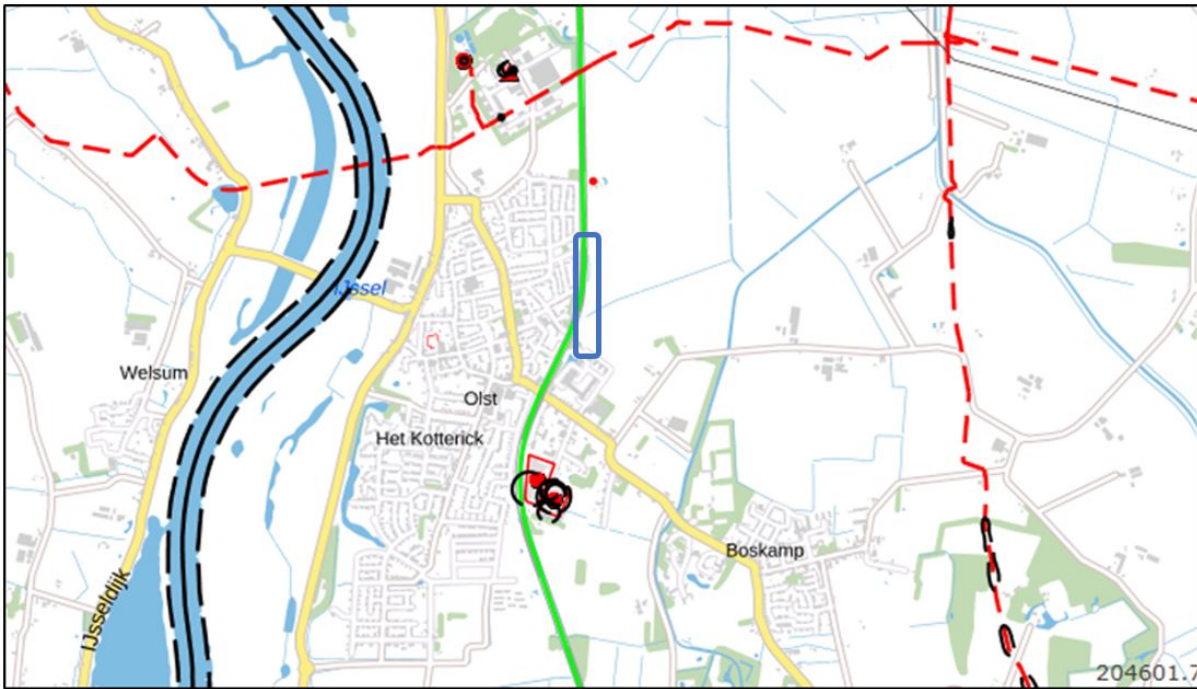 IJssel
Welsum
Olst
Het Kotterick
Boskamp
IJsseldijk
204601.7